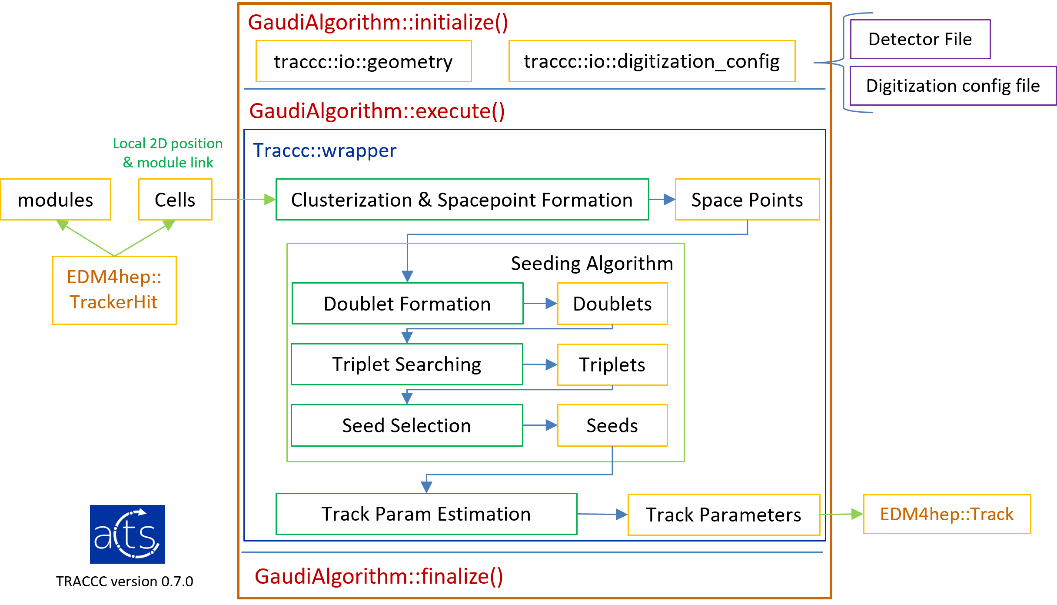 GaudiAlgorithm::initialize()
traccc::io::geometry
traccc::io::digitization_config
Detector File
Digitization config file
GaudiAlgorithm::execute()
Traccc::wrapper
Local 2D position
& module link
modules
Cells
Clusterization & Spacepoint Formation
Space Points
EDM4hep::
TrackerHit
Seeding Algorithm
Doublet Formation
Doublets
Triplet Searching
Triplets
Seed Selection
Seeds
Track Param Estimation
Track Parameters
EDM4hep::Track
acts
TRACCC version 0.7.0
GaudiAlgorithm::finalize()